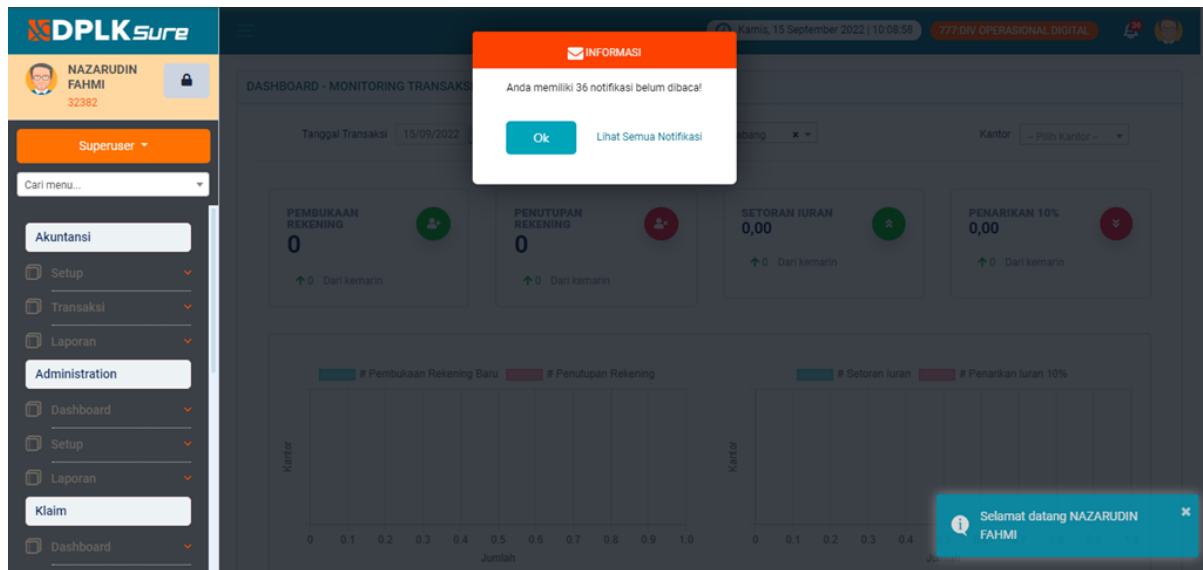 DPLKSure
NAZARUDIN
FAHMI
32382
Superuser
Cari menu...
Akuntansi
Setup
Transaksi
Laporan
Administration
Dashboard
Setup
Laporan
Klaim
Dashboard
Kamis, 15 September 2022 | 10:08:58
777:DIV OPERASIONAL DIGITAL
INFORMASI
Anda memiliki 36 notifikasi belum dibaca!
Ok Lihat Semua Notifikasi
DASHBOARD - MONITORING TRANSAKS
Tanggal Transaksi 15/09/2022 abang × Kantor -- Pilih Kantor --
PEMBUKAAN
REKENING
0
0 Dari kemarin
PENUTUPAN
REKENING
0
0 Dari kemarin
SETORAN IURAN
0,00
0 Dari kemarin
PENARIKAN 10%
0,00
0 Dari kemarin
# Pembukaan Rekening Baru # Penutupan Rekening
Kantor
0 0.1 0.2 0.3 0.4 0.5 0.6 0.7 0.8 0.9 1.0
Jumlah
# Setoran Iuran # Penarikan Iuran 10%
Kantor
0 0.1 0.2 0.3 0.4
Selamat datang NAZARUDIN
FAHMI
×